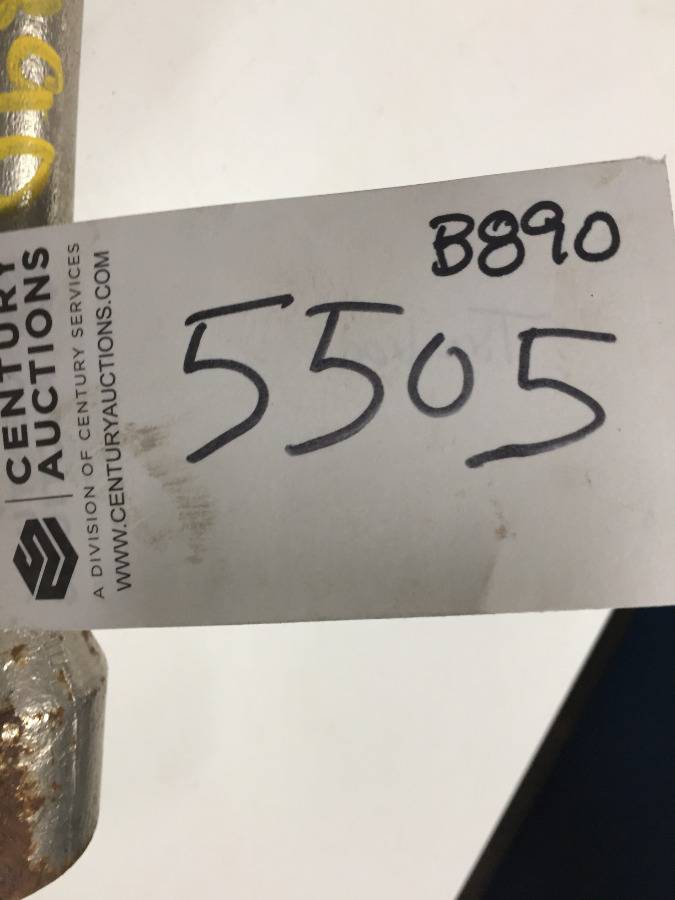 B890
5505
CENTURY
AUCTIONS
A DIVISION OF CENTURY SERVICES
WWW.CENTURYAUCTIONS.COM